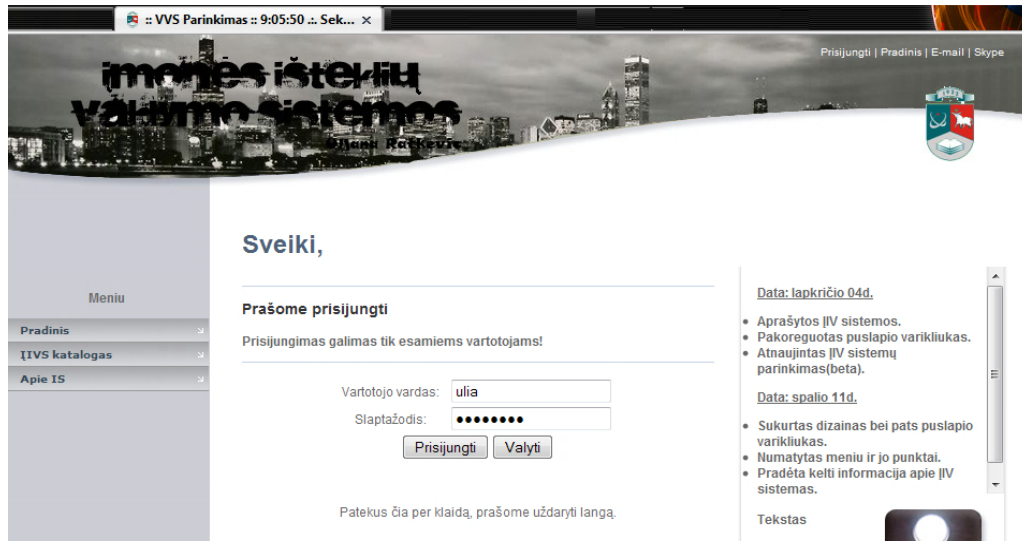 :: VVS Parinkimas :: 9:05:50 .:. Sek...
Prisijungti | Pradinis | E-mail | Skype
įmonės išteklių
valdymo sistemos
Sveiki,
Meniu
Pradinis
ĮIVS katalogas
Apie IS
Prašome prisijungti
Prisijungimas galimas tik esamiems vartotojams!
Vartotojo vardas: ulia
Slaptažodis: ••••••••
Prisijungti Valyti
Patekus čia per klaidą, prašome uždaryti langą.
Data: lapkričio 04d.
• Aprašytos ĮIV sistemos.
• Pakoreguotas puslapio varikliukas.
• Atnaujintas ĮIV sistemų
parinkimas(beta).
Data: spalio 11d.
• Sukurtas dizainas bei pats puslapio
varikliukas.
• Numatytas meniu ir jo punktai.
• Pradėta kelti informacija apie ĮIV
sistemas.
Tekstas